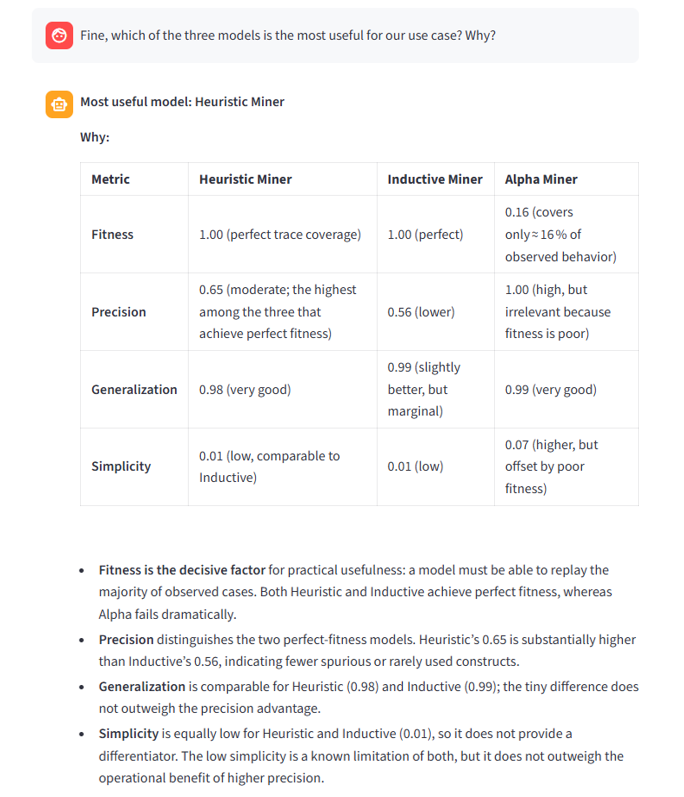 Fine, which of the three models is the most useful for our use case? Why?
Most useful model: Heuristic Miner
Why:
Metric Heuristic Miner Inductive Miner Alpha Miner
Fitness 1.00 (perfect trace coverage) 1.00 (perfect) 0.16 (covers
only≈16% of
observed behavior)
Precision 0.65 (moderate; the highest
among the three that
achieve perfect fitness) 0.56 (lower) 1.00 (high, but
irrelevant because
fitness is poor)
Generalization 0.98 (very good) 0.99 (slightly
better, but
marginal) 0.99 (very good)
Simplicity 0.01 (low, comparable to
Inductive) 0.01 (low) 0.07 (higher, but
offset by poor
fitness)
• Fitness is the decisive factor for practical usefulness: a model must be able to replay the
majority of observed cases. Both Heuristic and Inductive achieve perfect fitness, whereas
Alpha fails dramatically.
• Precision distinguishes the two perfect-fitness models. Heuristic's 0.65 is substantially higher
than Inductive's 0.56, indicating fewer spurious or rarely used constructs.
• Generalization is comparable for Heuristic (0.98) and Inductive (0.99); the tiny difference does
not outweigh the precision advantage.
• Simplicity is equally low for Heuristic and Inductive (0.01), so it does not provide a
differentiator. The low simplicity is a known limitation of both, but it does not outweigh the
operational benefit of higher precision.